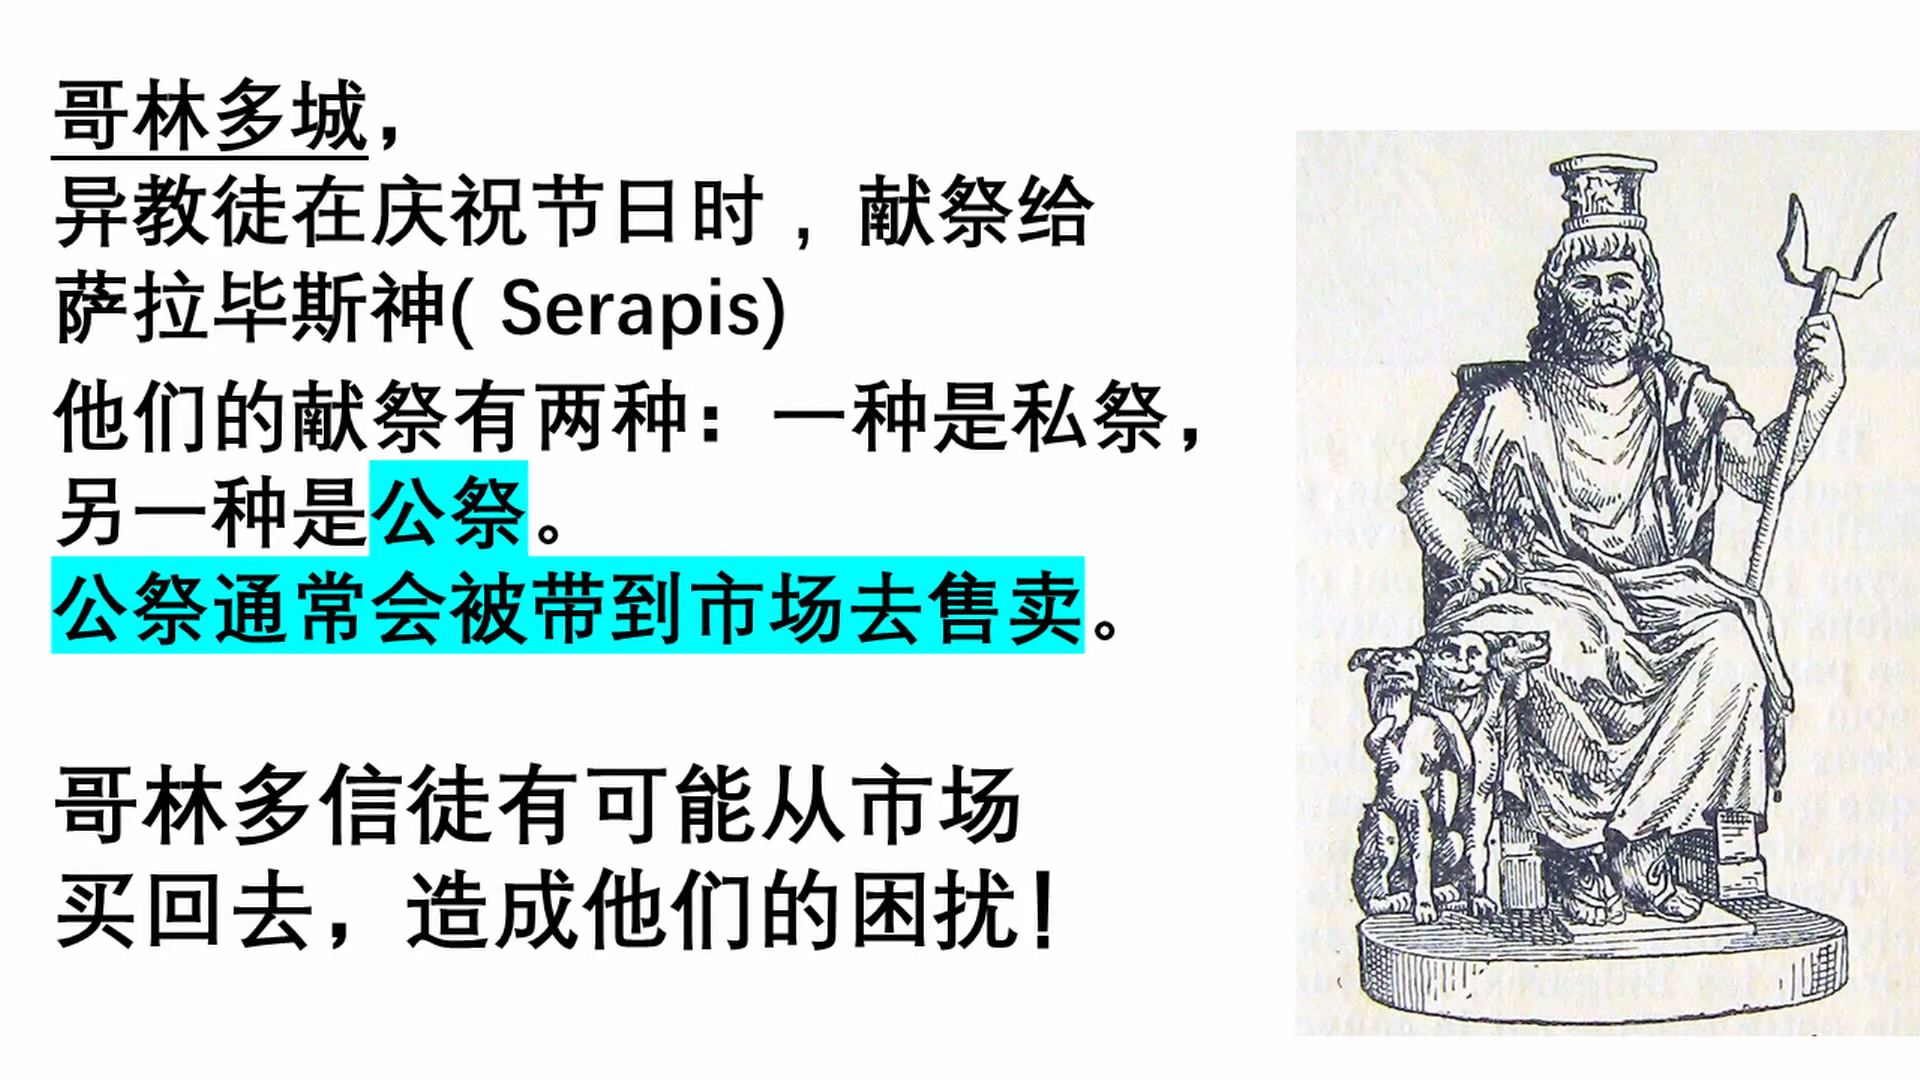 哥林多城，
异教徒在庆祝节日时，献祭给
萨拉毕斯神( Serapis)
他们的献祭有两种：一种是私祭，
另一种是公祭。
公祭通常会被带到市场去售卖。
哥林多信徒有可能从市场
买回去，造成他们的困扰！